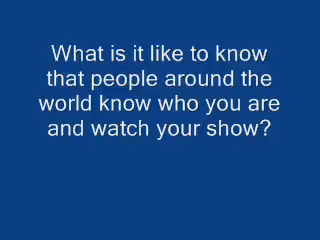 What is it like to know
that people around the
world know who you are
and watch your show?